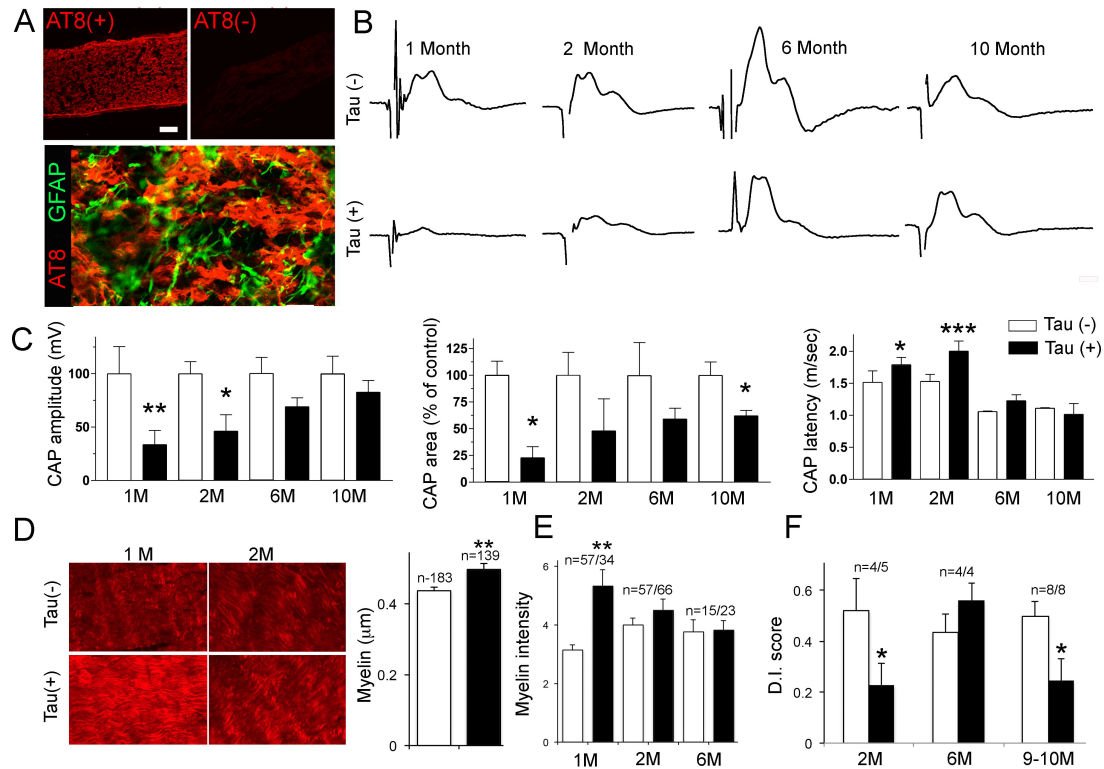 A
AT8(+)
AT8(-)
GFAP
AT8
B
1 Month
2 Month
6 Month
10 Month
Tau (-)
Tau (+)
C
CAP amplitude (mV)
100
50
0
**
*
1M
2M
6M
10M
CAP area (% of control)
125
100
75
50
25
0
*
*
1M
2M
6M
10M
CAP latency (m/sec)
2.0
1.5
1.0
0.5
0.0
*
***
1M
2M
6M
10M
Tau (-)
Tau (+)
D
1 M
2M
Tau(-)
Tau(+)
Myelin (μm)
0.4
0.2
0
n-183
**
n=139
E
Myelin intensity
6
4
2
0
**
n=57/34
n=57/66
n=15/23
1M
2M
6M
F
D.I. score
0.6
0.4
0.2
0
n=4/5
n=4/4
n=8/8
*
*
2M
6M
9-10M